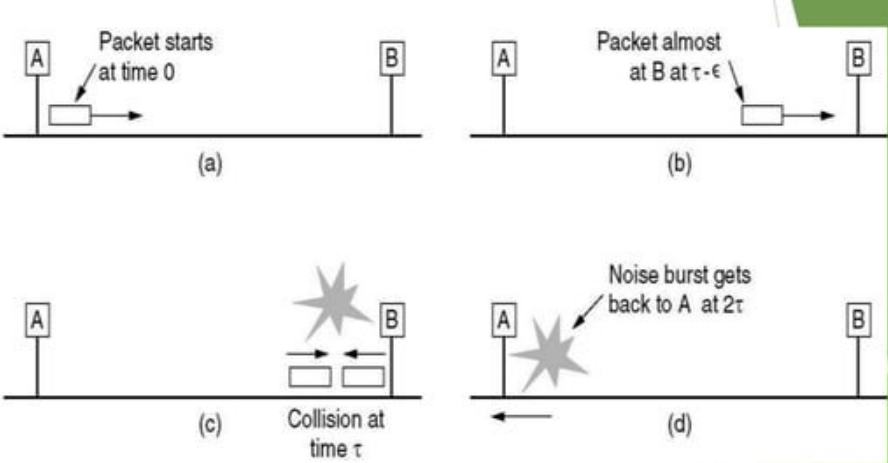 A
Packet starts
at time 0
B
(a)
A
Packet almost
at B at τ-ϵ
B
(b)
A
B
Collision at
time τ
(c)
A
Noise burst gets
back to A at 2τ
B
(d)